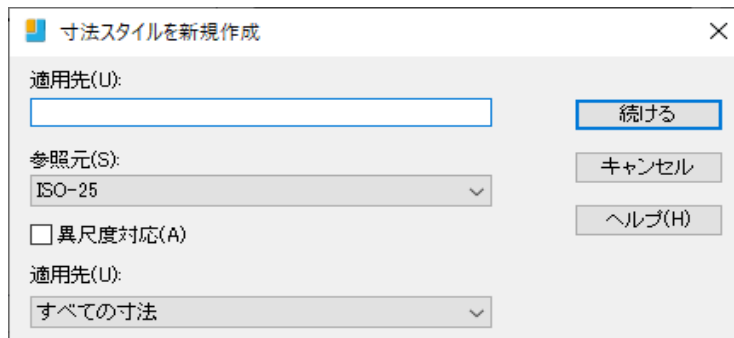 寸法スタイルを新規作成
適用先(U):
続ける
参照元(S):
ISO-25
キャンセル
ヘルプ(H)
異尺度対応(A)
適用先(U):
すべての寸法